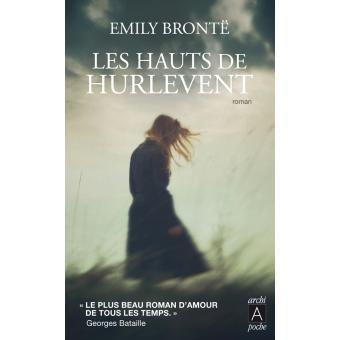 EMILY BRONTË
LES HAUTS DE
HURLEVENT
roman
« LE PLUS BEAU ROMAN D'AMOUR
DE TOUS LES TEMPS. »
Georges Bataille
archi
A
poche